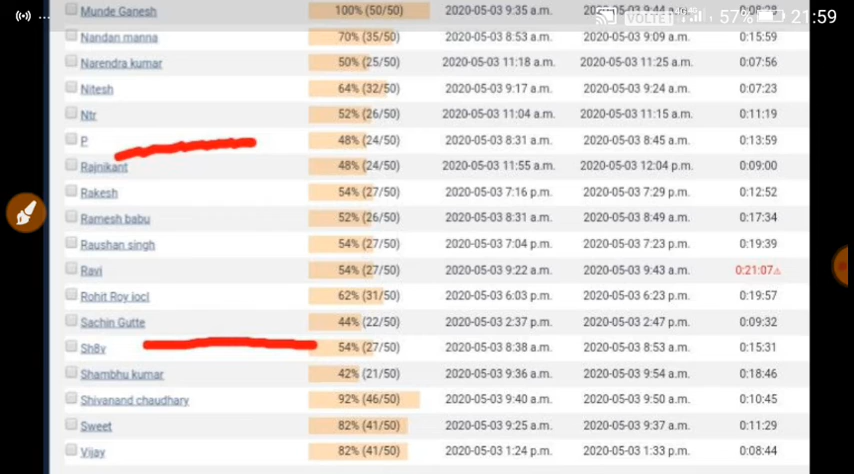 21:59
57%
VOLTE
4G
Munde Ganesh 100% (50/50) 2020-05-03 9:35 a.m. 2020-05-03 9:44 a.m.
Nandan manna 70% (35/50) 2020-05-03 8:53 a.m. 2020-05-03 9:09 a.m. 0:15:59
Narendra kumar 50% (25/50) 2020-05-03 11:18 a.m. 2020-05-03 11:25 a.m. 0:07:56
Nitesh 64% (32/50) 2020-05-03 9:17 a.m. 2020-05-03 9:24 a.m. 0:07:23
Ntr 52% (26/50) 2020-05-03 11:04 a.m. 2020-05-03 11:15 a.m. 0:11:19
P 48% (24/50) 2020-05-03 8:31 a.m. 2020-05-03 8:45 a.m. 0:13:59
Rajnikant 48% (24/50) 2020-05-03 11:55 a.m. 2020-05-03 12:04 p.m. 0:09:00
Rakesh 54% (27/50) 2020-05-03 7:16 p.m. 2020-05-03 7:29 p.m. 0:12:52
Ramesh babu 52% (26/50) 2020-05-03 8:31 a.m. 2020-05-03 8:49 a.m. 0:17:34
Raushan singh 54% (27/50) 2020-05-03 7:04 p.m. 2020-05-03 7:23 p.m. 0:19:39
Ravi 54% (27/50) 2020-05-03 9:22 a.m. 2020-05-03 9:43 a.m. 0:21:07
Rohit Roy iocl 62% (31/50) 2020-05-03 6:03 p.m. 2020-05-03 6:23 p.m. 0:19:57
Sachin Gutte 44% (22/50) 2020-05-03 2:37 p.m. 2020-05-03 2:47 p.m. 0:09:32
Sh8v 54% (27/50) 2020-05-03 8:38 a.m. 2020-05-03 8:53 a.m. 0:15:31
Shambhu kumar 42% (21/50) 2020-05-03 9:36 a.m. 2020-05-03 9:54 a.m. 0:18:46
Shivanand chaudhary 92% (46/50) 2020-05-03 9:40 a.m. 2020-05-03 9:50 a.m. 0:10:45
Sweet 82% (41/50) 2020-05-03 9:25 a.m. 2020-05-03 9:37 a.m. 0:11:29
Vijay 82% (41/50) 2020-05-03 1:24 p.m. 2020-05-03 1:33 p.m. 0:08:44